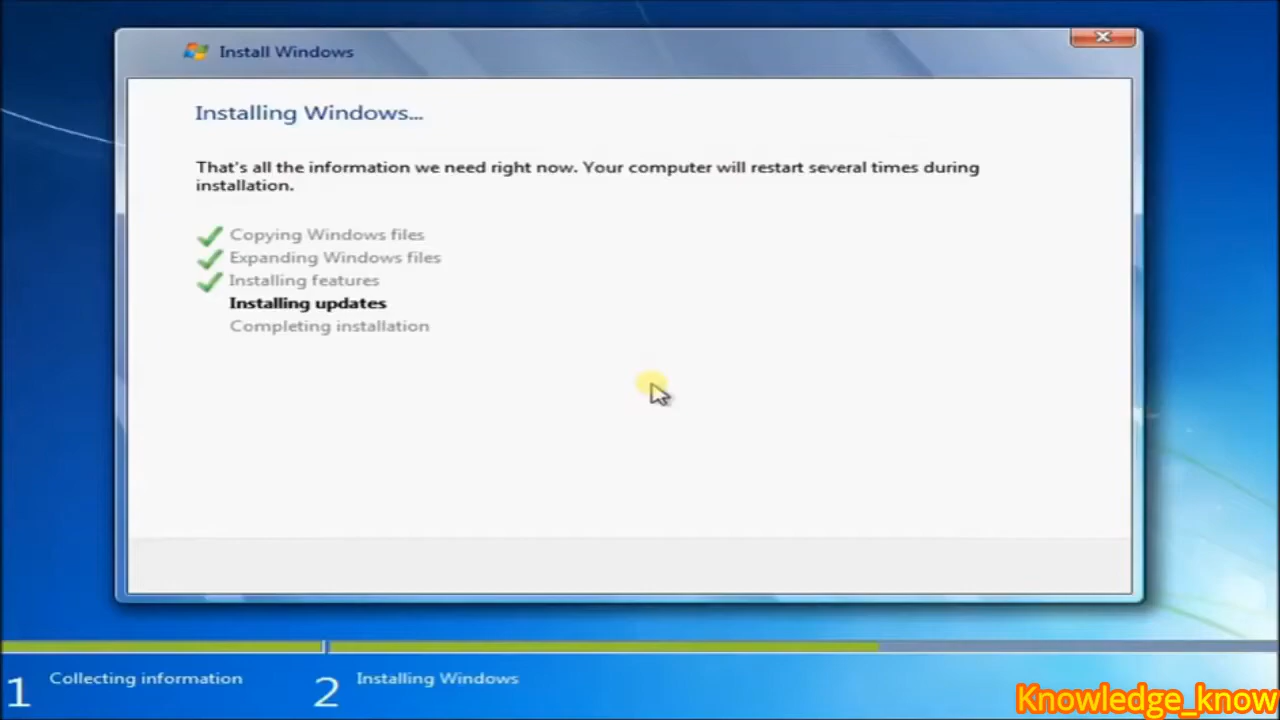 Install Windows
Installing Windows...
That's all the information we need right now. Your computer will restart several times during
installation.
Copying Windows files
Expanding Windows files
Installing features
Installing updates
Completing installation
1 Collecting information
2 Installing Windows
Knowledge_know